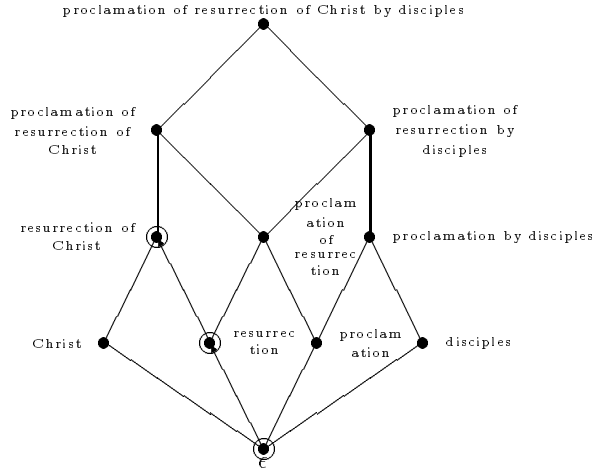 proclamation of resurrection of Christ by disciples
proclamation of
resurrection of
Christ
proclamation of
resurrection by
disciples
resurrection of
Christ
proclam
ation
of
resurrec
tion
proclamation by disciples
Christ
resurrec
tion
proclam
ation
disciples
C